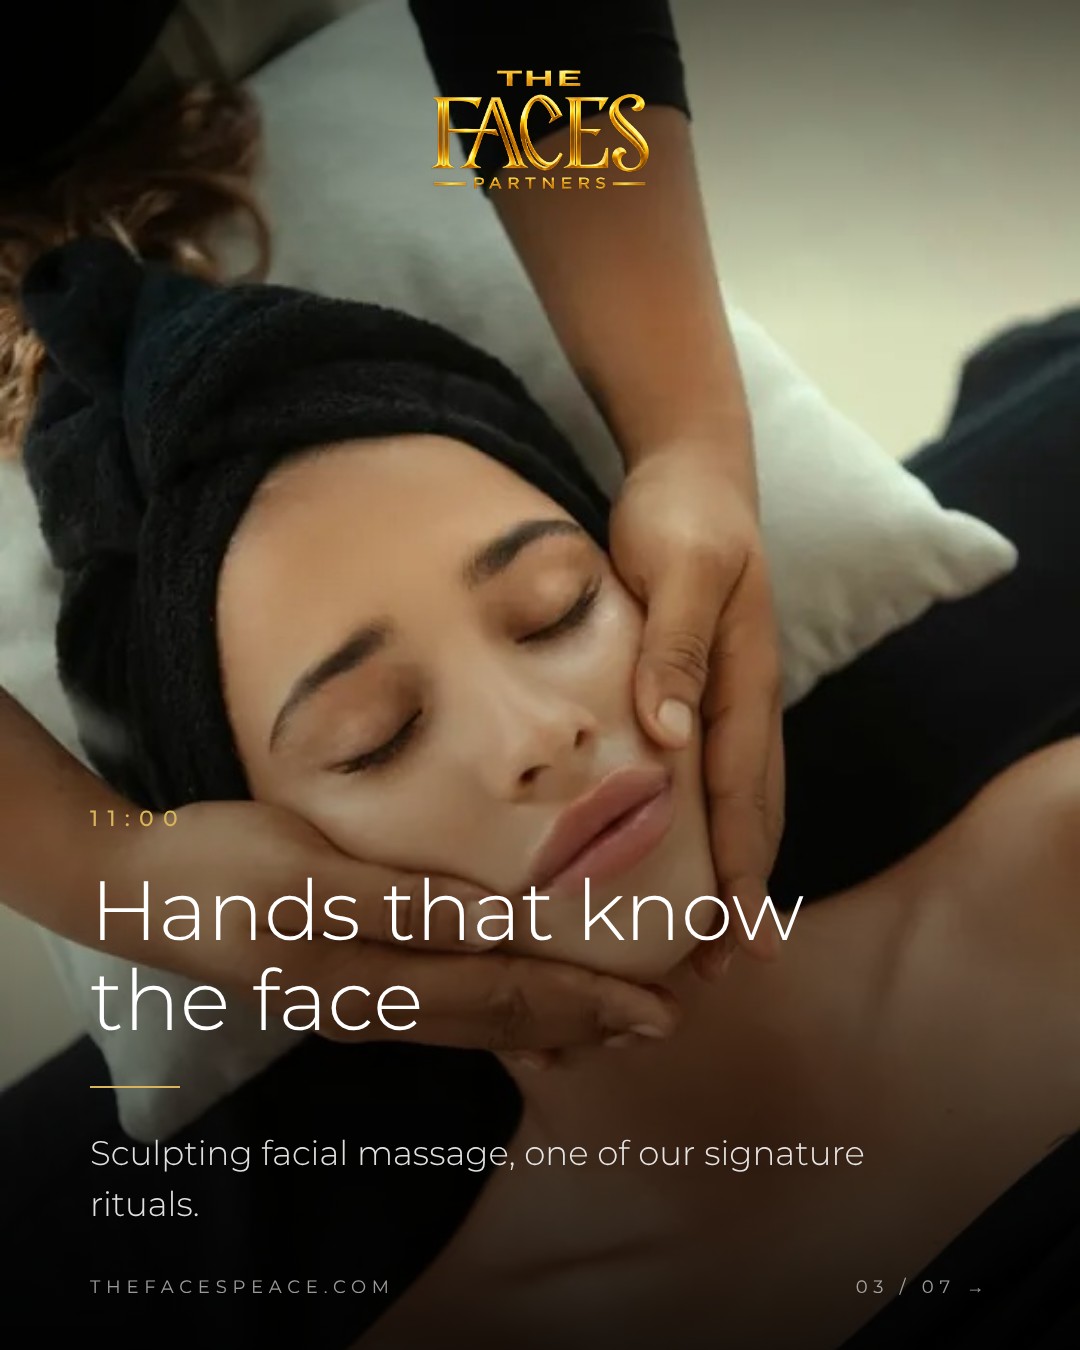 THE
FACES
PARTNERS
11:00
Hands that know
the face
Sculpting facial massage, one of our signature
rituals.
THEFACESPEACE.COM
03 / 07 →